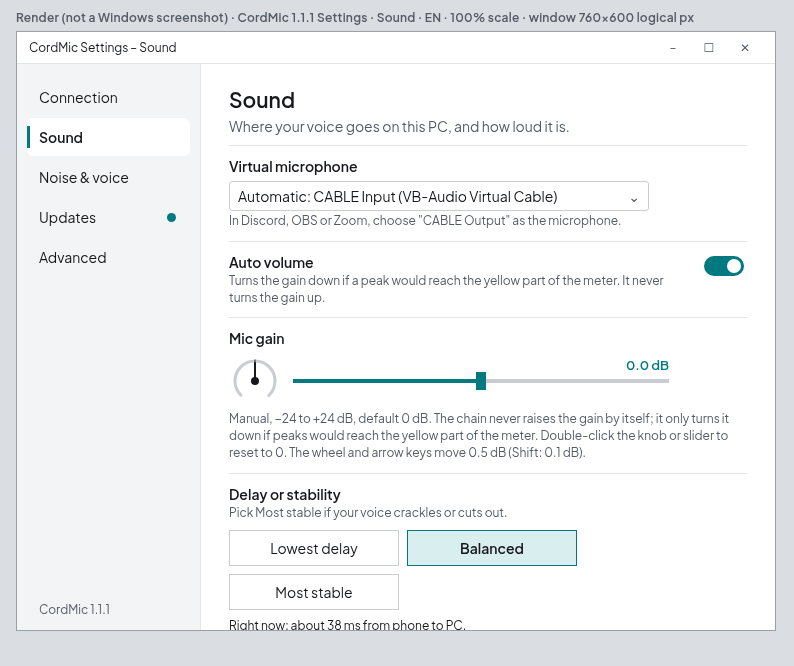 Render (not a Windows screenshot) · CordMic 1.1.1 Settings · Sound · EN · 100% scale · window 760×600 logical px
CordMic Settings – Sound
Connection
Sound
Noise & voice
Updates
Advanced
CordMic 1.1.1
Sound
Where your voice goes on this PC, and how loud it is.
Virtual microphone
Automatic: CABLE Input (VB-Audio Virtual Cable)
In Discord, OBS or Zoom, choose "CABLE Output" as the microphone.
Auto volume
Turns the gain down if a peak would reach the yellow part of the meter. It never
turns the gain up.
Mic gain
0.0 dB
Manual, −24 to +24 dB, default 0 dB. The chain never raises the gain by itself; it only turns it
down if peaks would reach the yellow part of the meter. Double-click the knob or slider to
reset to 0. The wheel and arrow keys move 0.5 dB (Shift: 0.1 dB).
Delay or stability
Pick Most stable if your voice crackles or cuts out.
Lowest delay
Balanced
Most stable
Right now: about 38 ms from phone to PC.